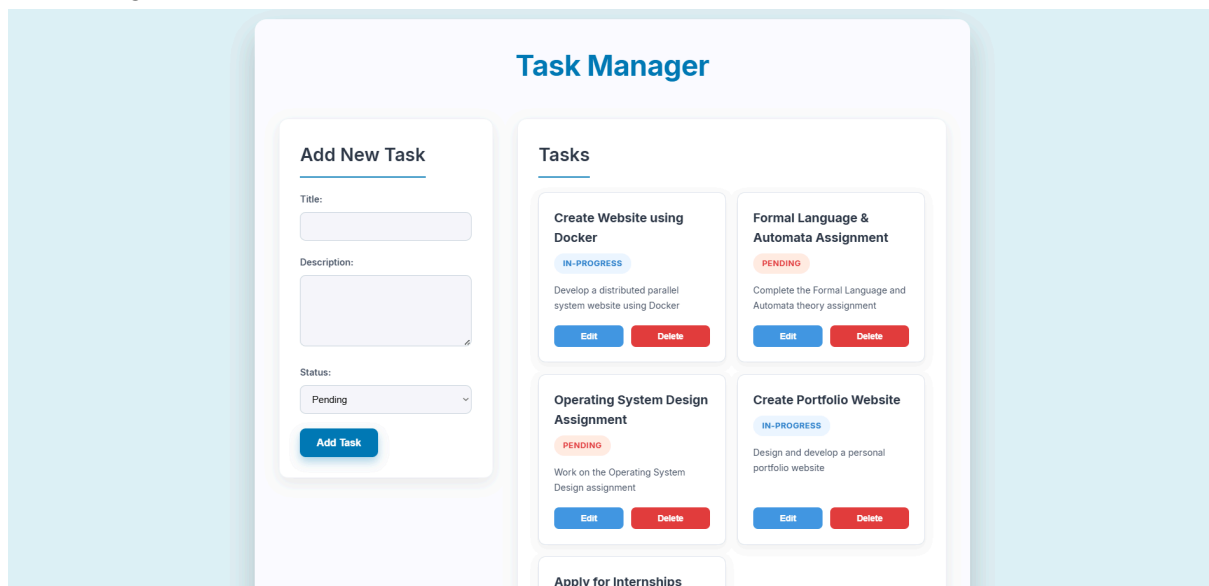 Task Manager
Add New Task
Title:
Description:
Status:
Pending
Add Task
Tasks
Create Website using
Docker
IN-PROGRESS
Develop a distributed parallel
system website using Docker
Edit Delete
Formal Language &
Automata Assignment
PENDING
Complete the Formal Language and
Automata theory assignment
Edit Delete
Operating System Design
Assignment
PENDING
Work on the Operating System
Design assignment
Edit Delete
Create Portfolio Website
IN-PROGRESS
Design and develop a personal
portfolio website
Edit Delete
Apply for Internships